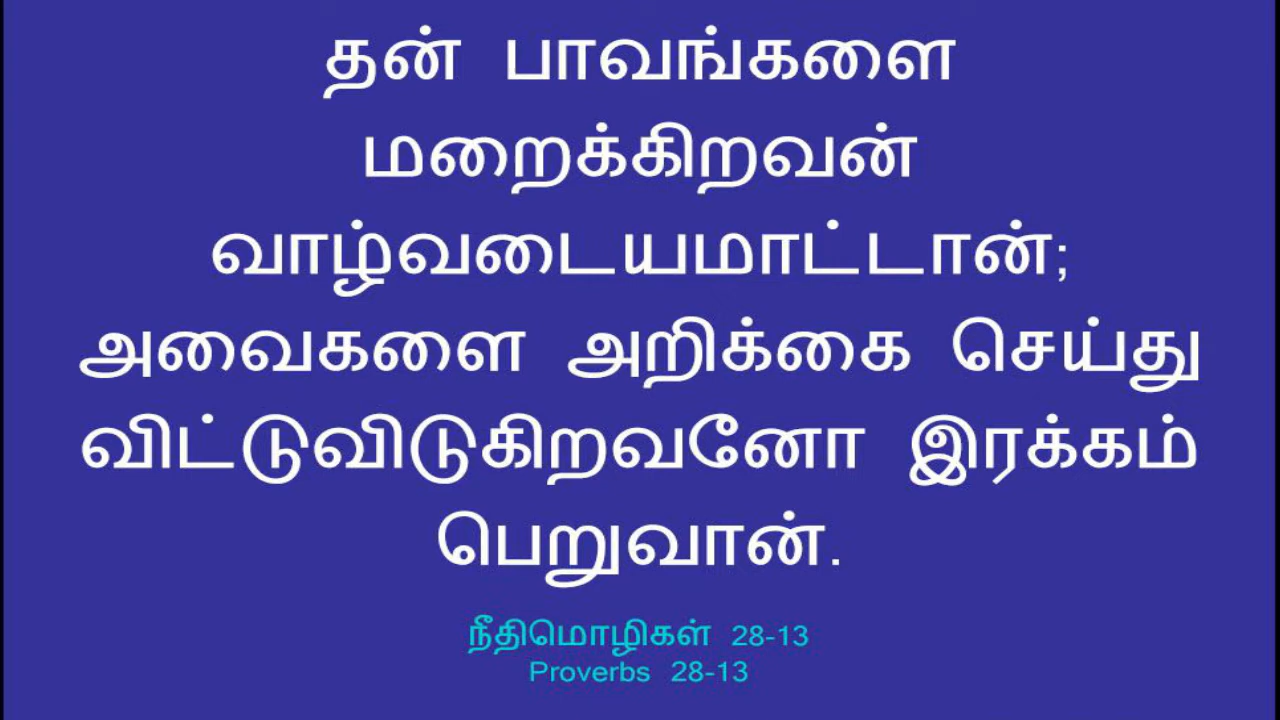 தன் பாவங்களை
மறைக்கிறவன்
வாழ்வடையமாட்டான்;
அவைகளை அறிக்கை செய்து
விட்டுவிடுகிறவனோ இரக்கம்
பெறுவான்.
நீதிமொழிகள் 28-13
Proverbs 28-13